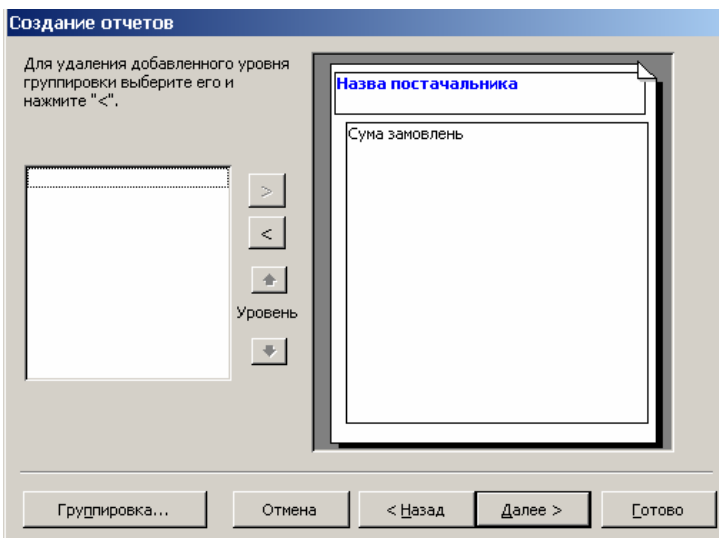 Создание отчетов
Для удаления добавленного уровня
группировки выберите его и
нажмите "<".
Назва постачальника
Сума замовлень
>
<
Уровень
Группировка...
Отмена
< Назад
Далее >
Готово